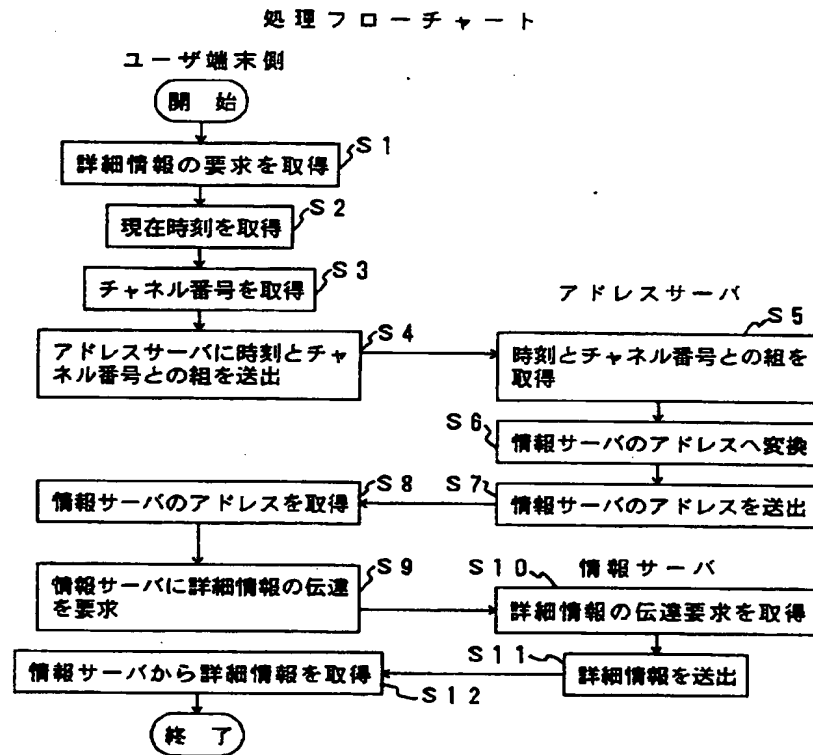 処理フローチャート
ユーザ端末側
開始
詳細情報の要求を取得
S1
現在時刻を取得
S2
チャネル番号を取得
S3
アドレスサーバに時刻とチャ
ネル番号との組を送出
S4
アドレスサーバ
時刻とチャネル番号との組を
取得
S5
S6
情報サーバのアドレスへ変換
S7
情報サーバのアドレスを送出
情報サーバのアドレスを取得
S8
情報サーバに詳細情報の伝達
を要求
S9
情報サーバ
S10
詳細情報の伝達要求を取得
S11
詳細情報を送出
情報サーバから詳細情報を取得
S12
終了